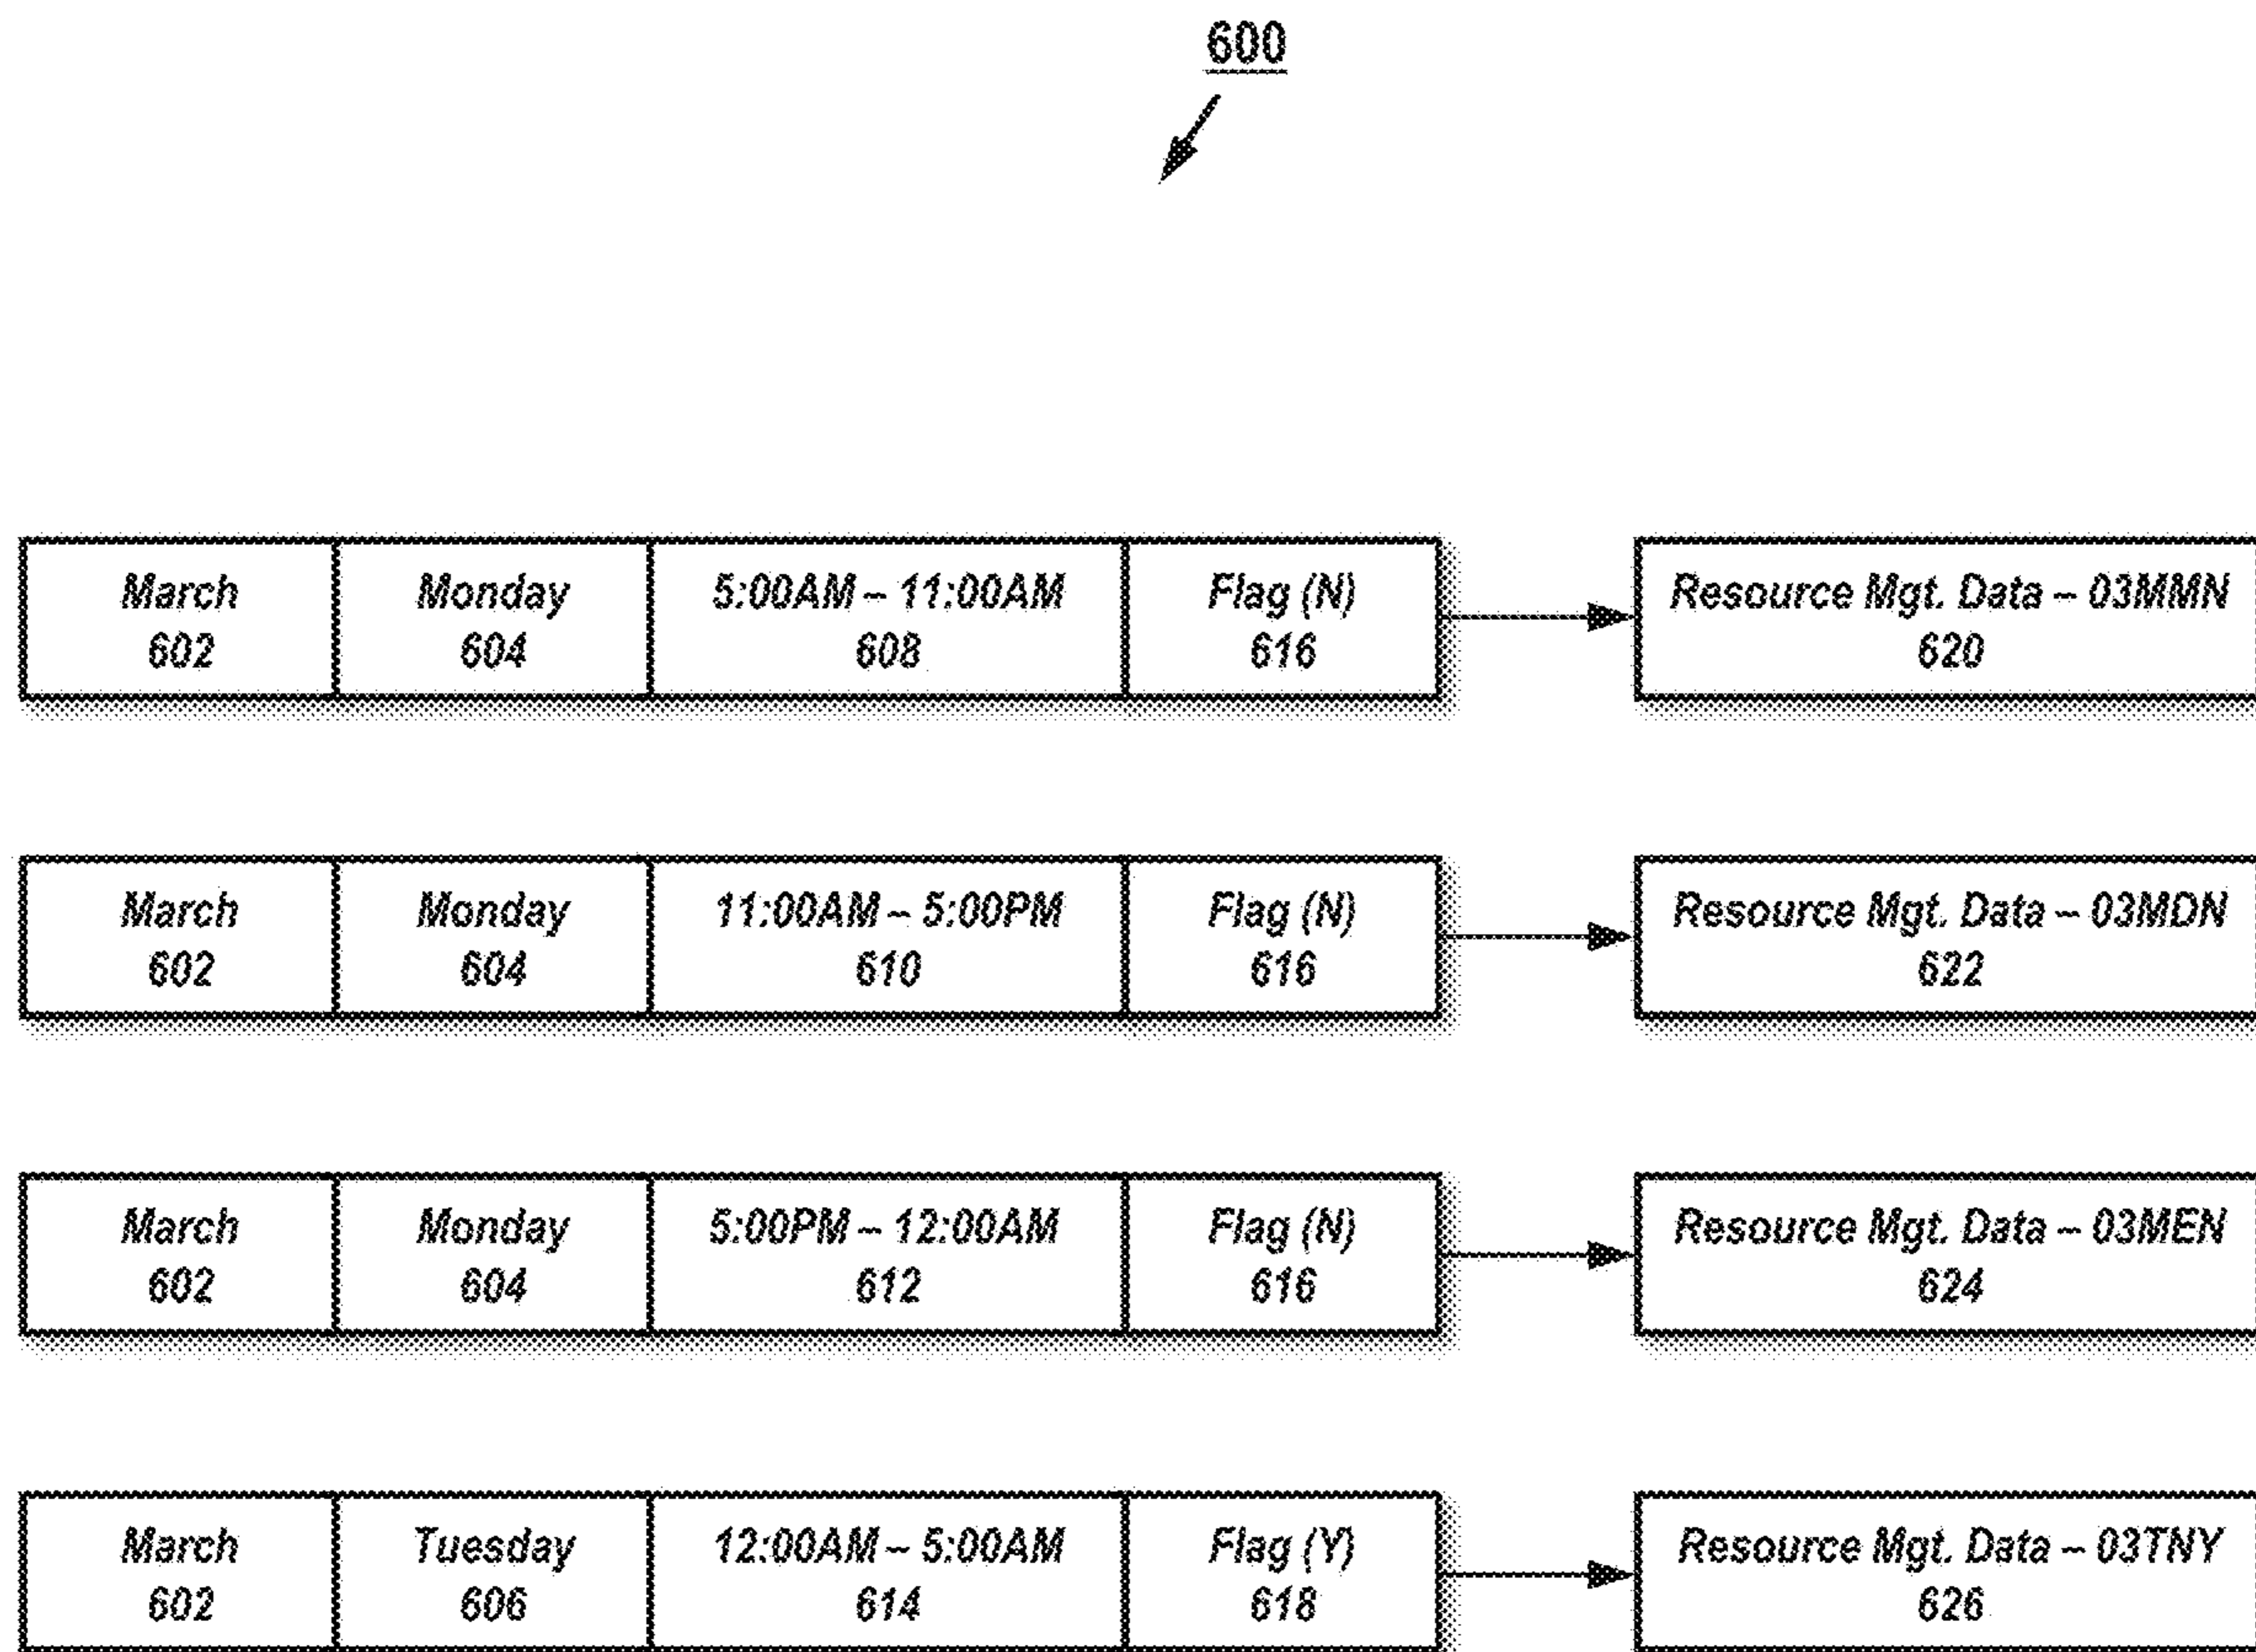 600
March
602
Monday
604
5:00AM – 11:00AM
608
Flag (N)
616
Resource Mgt. Data – 03MMN
620
March
602
Monday
604
11:00AM – 5:00PM
610
Flag (N)
616
Resource Mgt. Data – 03MDN
622
March
602
Monday
604
5:00PM – 12:00AM
612
Flag (N)
616
Resource Mgt. Data – 03MEN
624
March
602
Tuesday
606
12:00AM – 5:00AM
614
Flag (Y)
618
Resource Mgt. Data – 03TNY
626